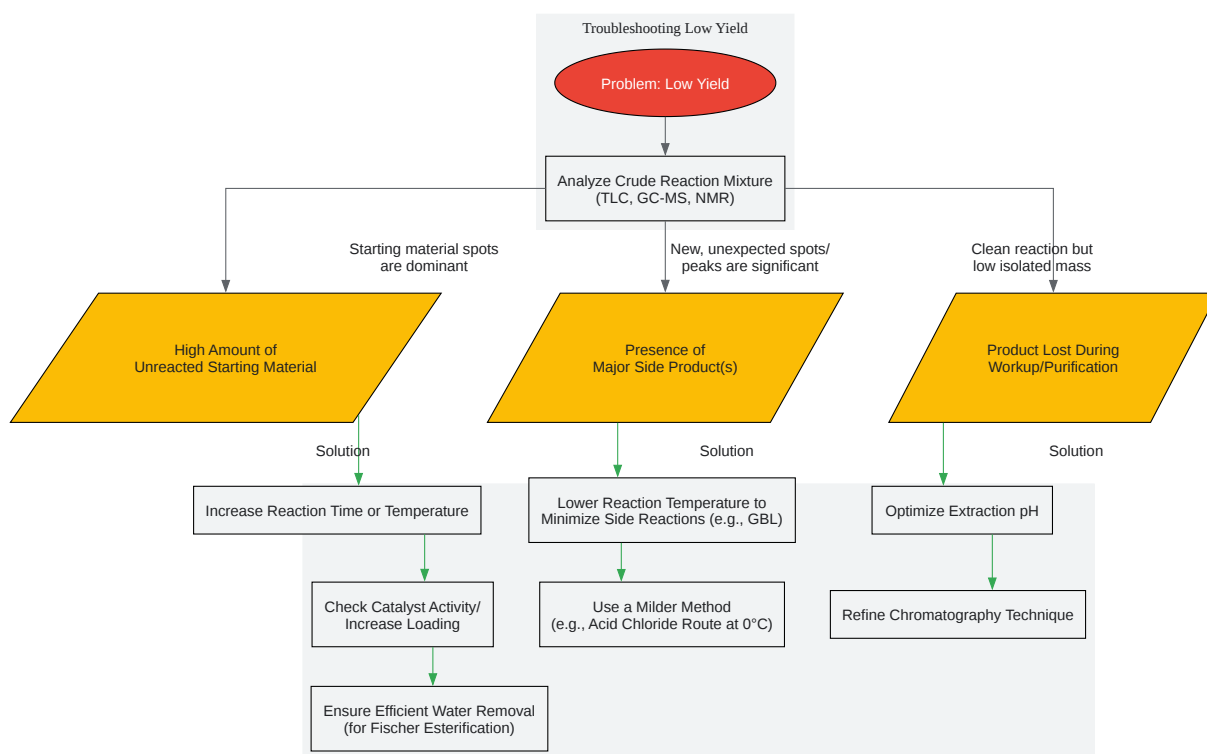 Troubleshooting Low Yield
Problem: Low Yield
Analyze Crude Reaction Mixture
(TLC, GC-MS, NMR)
Starting material spots
are dominant
New, unexpected spots/
peaks are significant
Clean reaction but
low isolated mass
High Amount of
Unreacted Starting Material
Presence of
Major Side Product(s)
Product Lost During
Workup/Purification
Solution
Solution
Solution
Increase Reaction Time or Temperature
Lower Reaction Temperature to
Minimize Side Reactions (e.g., GBL)
Optimize Extraction pH
Check Catalyst Activity/
Increase Loading
Use a Milder Method
(e.g., Acid Chloride Route at 0°C)
Refine Chromatography Technique
Ensure Efficient Water Removal
(for Fischer Esterification)